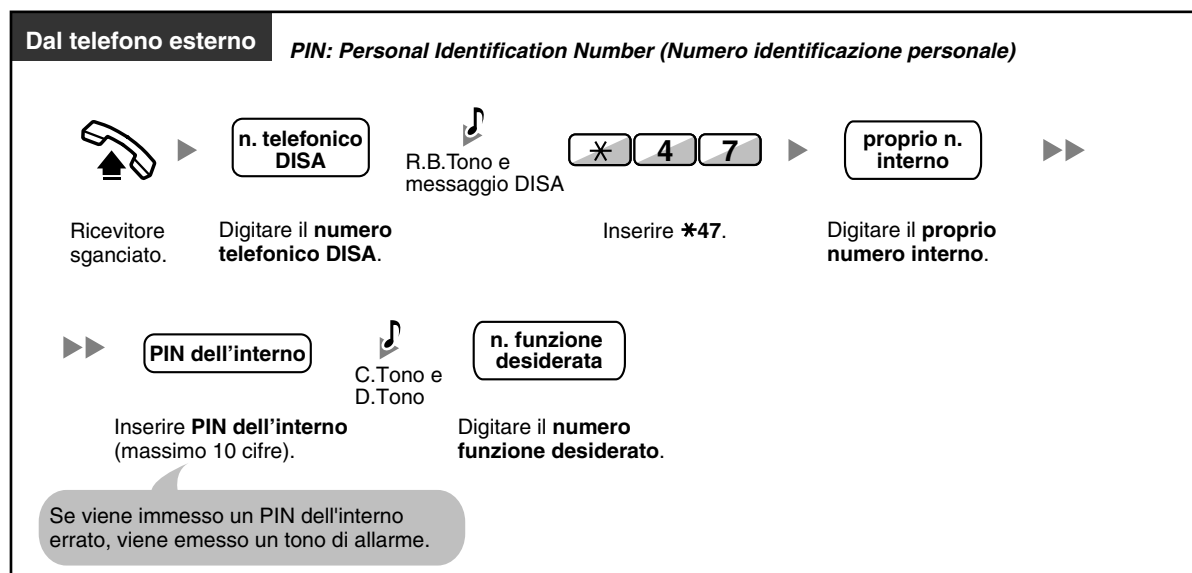 Dal telefono esterno
PIN: Personal Identification Number (Numero identificazione personale)
n. telefonico
DISA
R.B.Tono e
messaggio DISA
* 4 7
proprio n.
interno
Ricevitore
sganciato.
Digitare il numero
telefonico DISA.
Inserire *47.
Digitare il proprio
numero interno.
PIN dell'interno
C.Tono e
D.Tono
n. funzione
desiderata
Inserire PIN dell'interno
(massimo 10 cifre).
Digitare il numero
funzione desiderato.
Se viene immesso un PIN dell'interno
errato, viene emesso un tono di allarme.